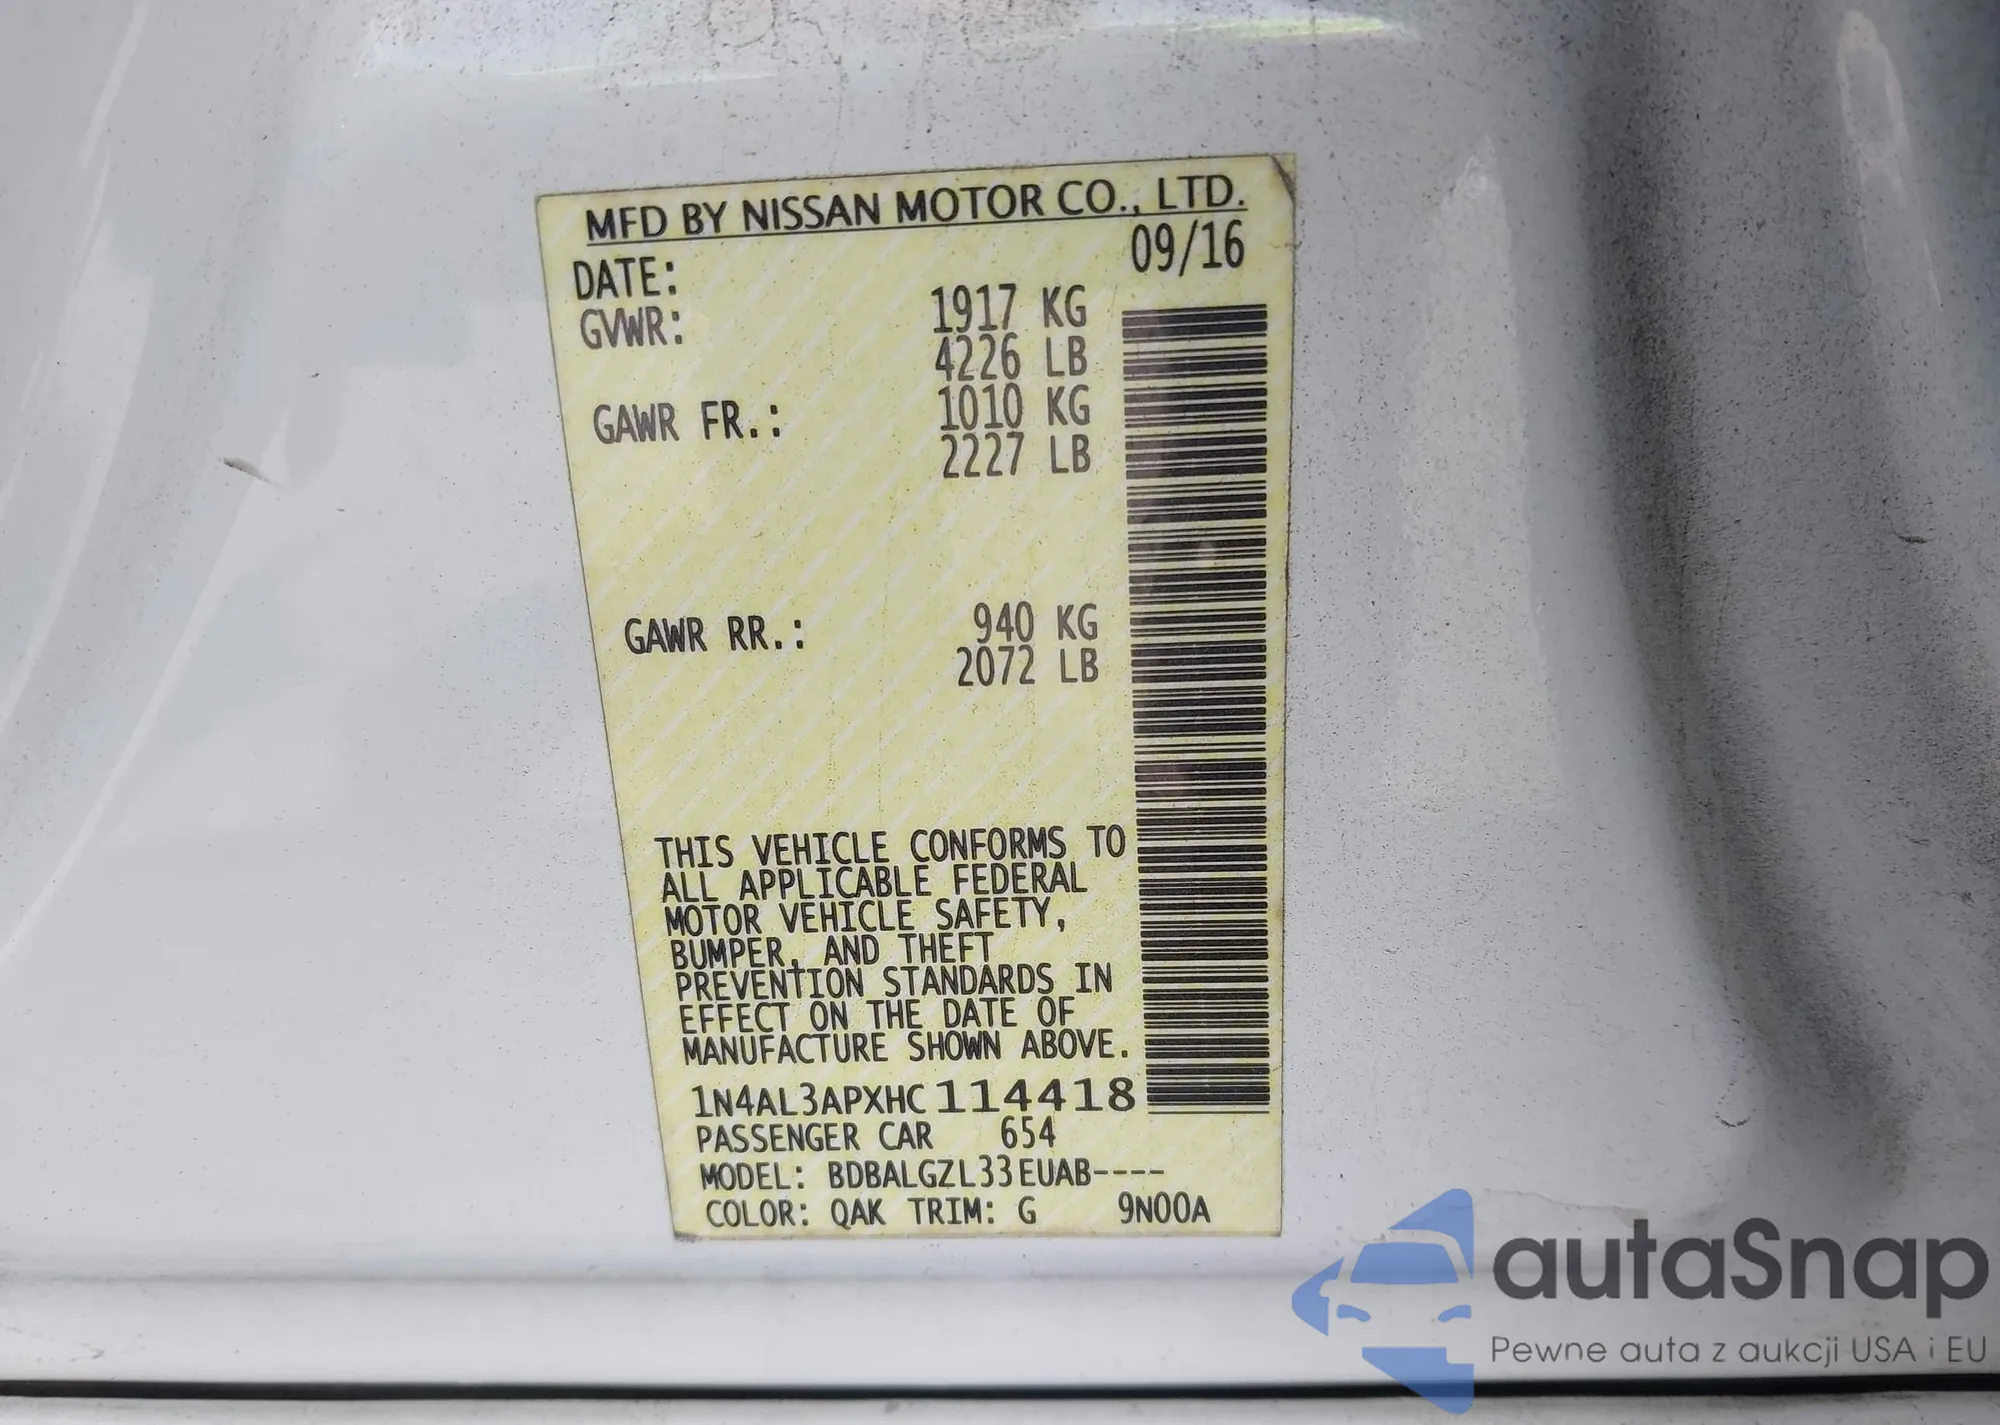 MFD BY NISSAN MOTOR CO., LTD.
DATE: 09/16
GVWR: 1917 KG
4226 LB
GAWR FR.: 1010 KG
2227 LB
GAWR RR.: 940 KG
2072 LB
THIS VEHICLE CONFORMS TO
ALL APPLICABLE FEDERAL
MOTOR VEHICLE SAFETY,
BUMPER, AND THEFT
PREVENTION STANDARDS IN
EFFECT ON THE DATE OF
MANUFACTURE SHOWN ABOVE.
1N4AL3APXHC114418
PASSENGER CAR 654
MODEL: BDBALGZL33EUAB----
COLOR: QAK TRIM: G 9N00A
autaSnap
Pewne auta z aukcji USA i EU